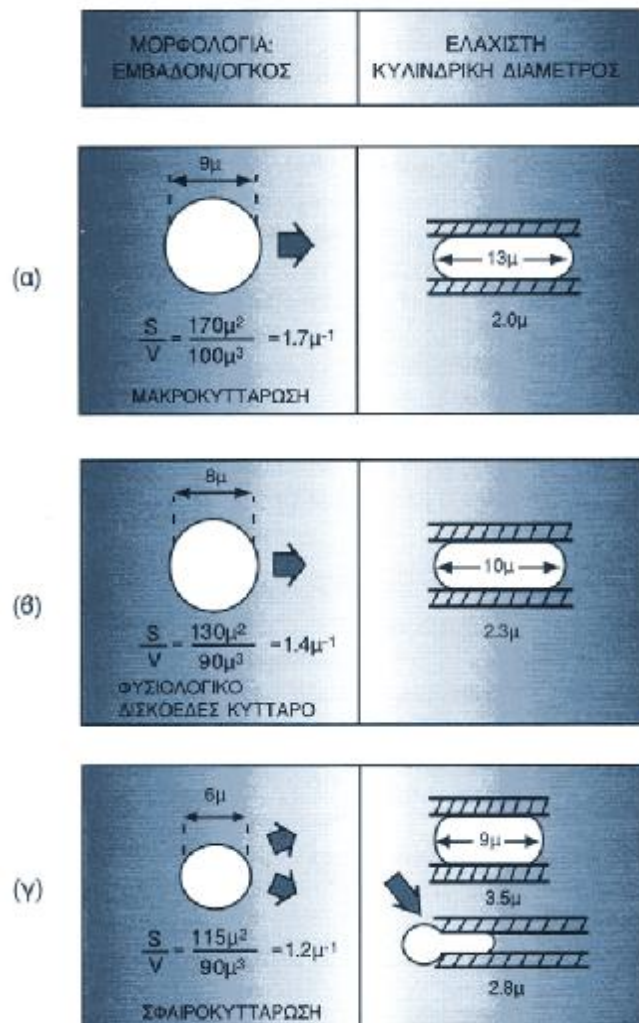 ΜΟΡΦΟΛΟΓΙΑ:
ΕΜΒΑΔΟΝ/ΟΓΚΟΣ
ΕΛΑΧΙΣΤΗ
ΚΥΛΙΝΔΡΙΚΗ ΔΙΑΜΕΤΡΟΣ
(α)
9μ
S/V = 170μ²/100μ³ =1.7μ⁻¹
ΜΑΚΡΟΚΥΤΤΑΡΩΣΗ
13μ
2.0μ
(β)
8μ
S/V = 130μ²/90μ³ =1.4μ⁻¹
ΦΥΣΙΟΛΟΓΙΚΟ
ΔΙΣΚΟΕΔΕΣ ΚΥΤΤΑΡΟ
10μ
2.3μ
(γ)
6μ
S/V = 115μ²/90μ³ =1.2μ⁻¹
ΣΦΑΙΡΟΚΥΤΤΑΡΩΣΗ
9μ
3.5μ
2.8μ